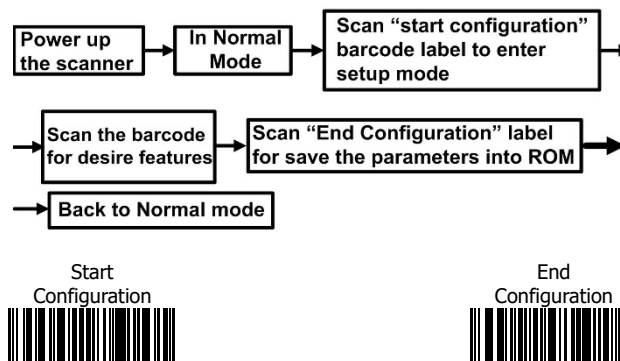 Power up
the scanner
In Normal
Mode
Scan “start configuration”
barcode label to enter
setup mode
Scan the barcode
for desire features
Scan “End Configuration” label
for save the parameters into ROM
Back to Normal mode
Start
Configuration
End
Configuration